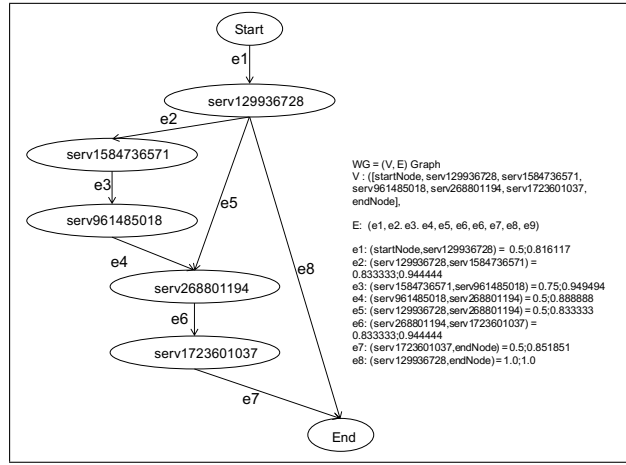 Start
e1
serv129936728
e2
serv1584736571
e3
serv961485018
e5
e4
e8
serv268801194
e6
serv1723601037
e7
End
WG = (V, E) Graph
V : ([startNode, serv129936728, serv1584736571,
serv961485018, serv268801194, serv1723601037,
endNode],
E: (e1, e2. e3. e4, e5, e6, e6, e7, e8, e9)
e1: (startNode,serv129936728) = 0.5;0.816117
e2: (serv129936728,serv1584736571) =
0.833333;0.944444
e3: (serv1584736571,serv961485018) = 0.75;0.949494
e4: (serv961485018,serv268801194) = 0.5;0.888888
e5: (serv129936728,serv268801194) = 0.5;0.833333
e6: (serv268801194,serv1723601037) =
0.833333;0.944444
e7: (serv1723601037,endNode) = 0.5;0.851851
e8: (serv129936728,endNode) = 1.0;1.0